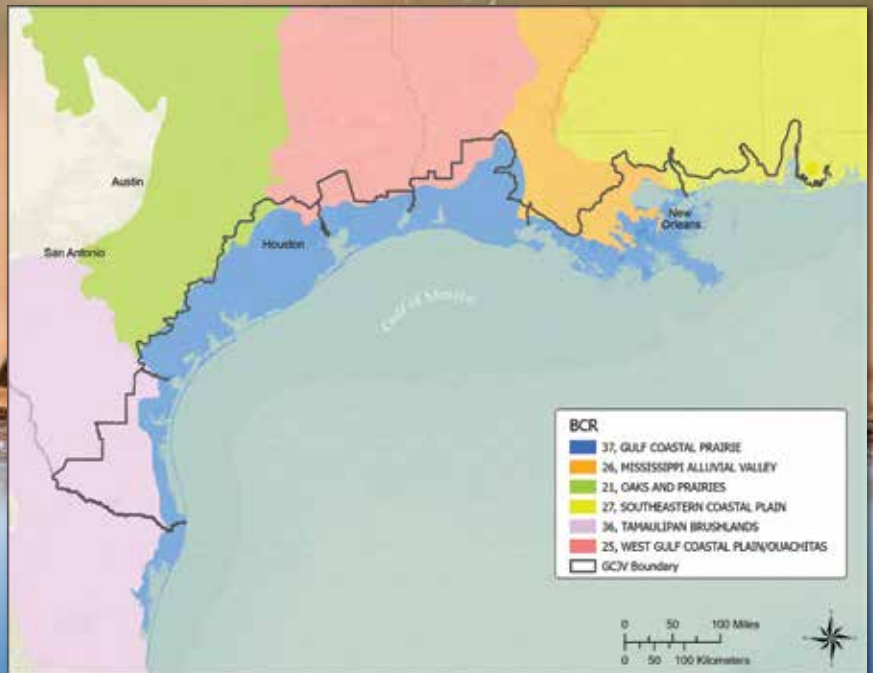 Austin
San Antonio
Houston
New
Orleans
Gulf of Mexico
BCR
37, GULF COASTAL PRAIRIE
26, MISSISSIPPI ALLUVIAL VALLEY
21, OAKS AND PRAIRIES
27, SOUTHEASTERN COASTAL PLAIN
36, TAMAULIPAN BRUSHLANDS
25, WEST GULF COASTAL PLAIN/OUACHITAS
GCJV Boundary
0 50 100 Miles
0 50 100 Kilometers